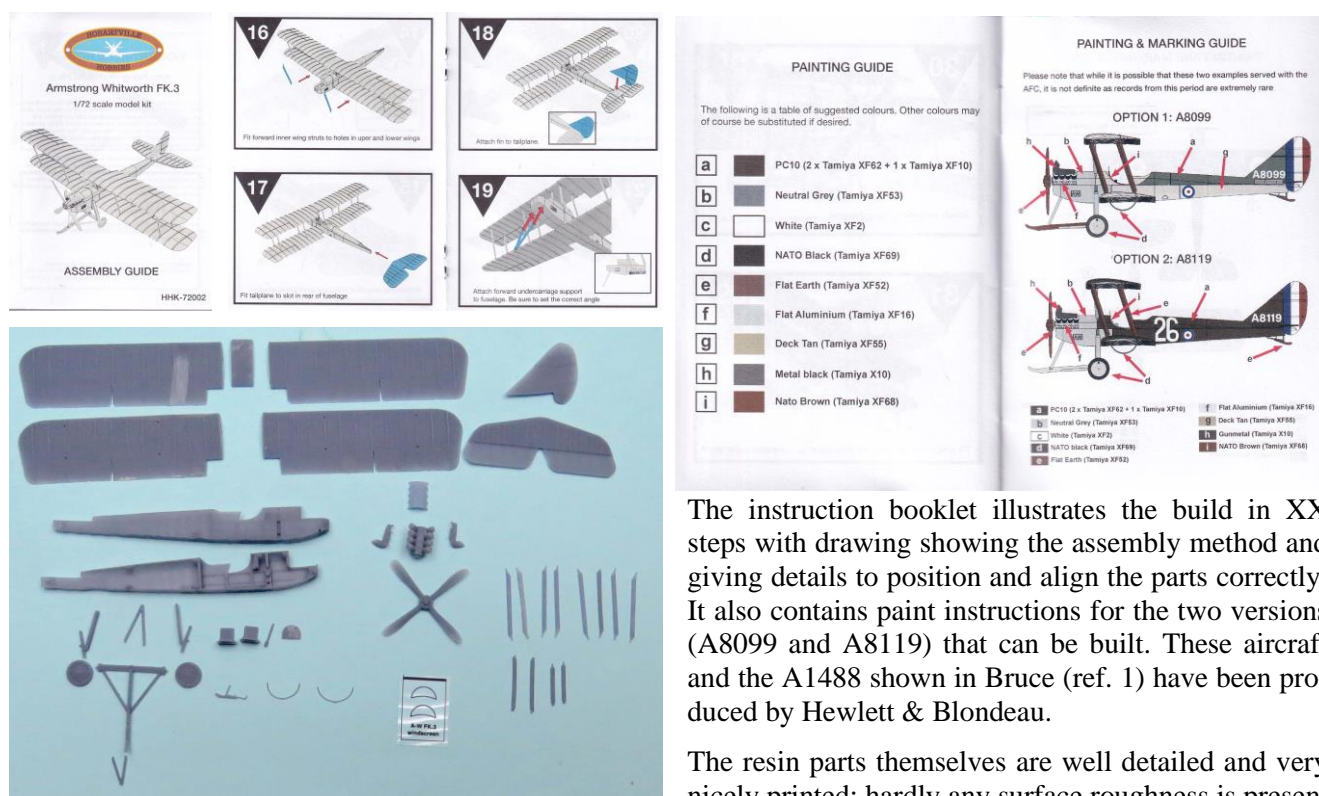 HOBARTVILLE
HOBBIES
Armstrong Whitworth FK.3
1/72 scale model kit
ASSEMBLY GUIDE
HHK-72002
16
Fit forward inner wing struts to holes in uper and lower wings
17
Fit tailplane to slot in rear of fuselage
18
Attach fin to tailplane.
19
Attach forward undercarriage support
to fuselage. Be sure to set the correct angle
A-W FK.3
windscreen
PAINTING GUIDE
The following is a table of suggested colours. Other colours may
of course be substituted if desired.
a PC10 (2 x Tamiya XF62 + 1 x Tamiya XF10)
b Neutral Grey (Tamiya XF53)
c White (Tamiya XF2)
d NATO Black (Tamiya XF69)
e Flat Earth (Tamiya XF52)
f Flat Aluminium (Tamiya XF16)
g Deck Tan (Tamiya XF55)
h Metal black (Tamiya X10)
i Nato Brown (Tamiya XF68)
PAINTING & MARKING GUIDE
Please note that while it is possible that these two examples served with the
AFC, it is not definite as records from this period are extremely rare
OPTION 1: A8099
h b i a g
A8099
e f d
OPTION 2: A8119
h b i e a
A8119
26
e f d e
a PC10 (2 x Tamiya XF62 + 1 x Tamiya XF10)
b Neutral Grey (Tamiya XF53)
c White (Tamiya XF2)
d NATO black (Tamiya XF69)
e Flat Earth (Tamiya XF52)
f Flat Aluminium (Tamiya XF16)
g Deck Tan (Tamiya XF55)
h Gunmetal (Tamiya X10)
i NATO Brown (Tamiya XF68)
The instruction booklet illustrates the build in XX
steps with drawing showing the assembly method and
giving details to position and align the parts correctly
It also contains paint instructions for the two versions
(A8099 and A8119) that can be built. These aircraf
and the A1488 shown in Bruce (ref. 1) have been pro
duced by Hewlett & Blondeau.
The resin parts themselves are well detailed and very
nicely printed; hardly any surface roughness is presen